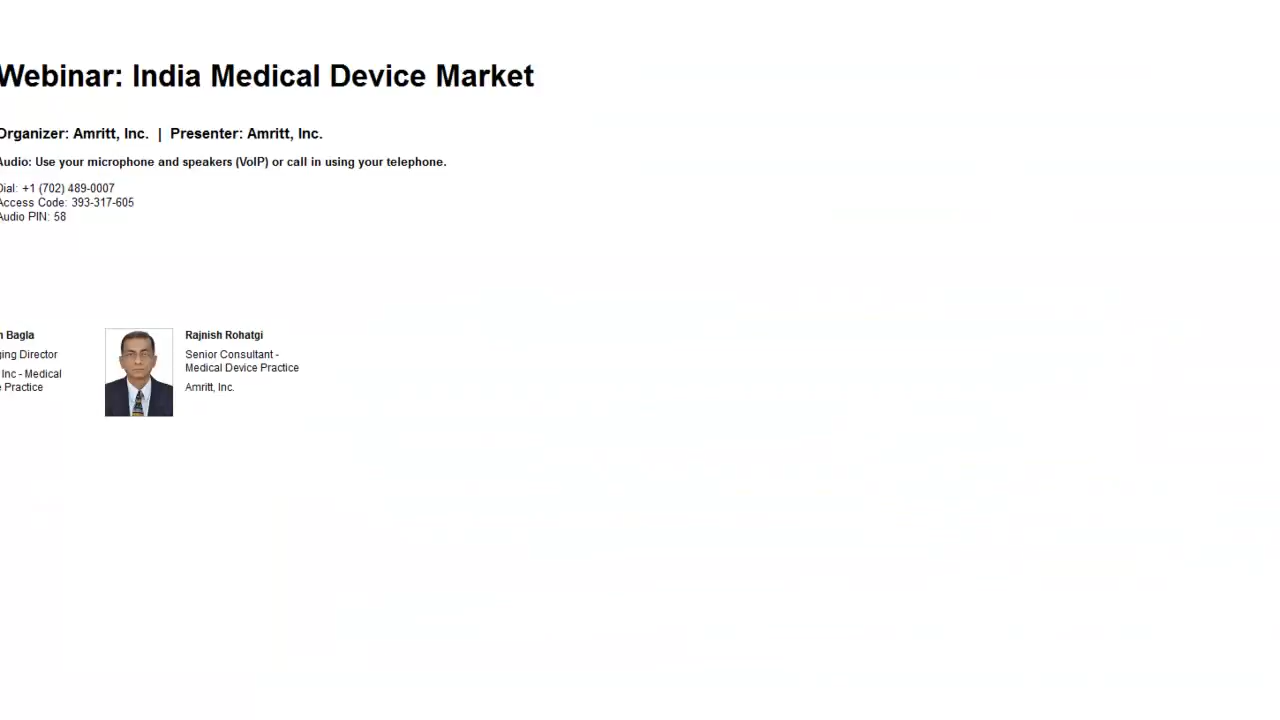 Webinar: India Medical Device Market
Organizer: Amritt, Inc. | Presenter: Amritt, Inc.
Audio: Use your microphone and speakers (VoIP) or call in using your telephone.
Dial: +1 (702) 489-0007
Access Code: 393-317-605
Audio PIN: 58
Bagla
Director
Inc - Medical
Practice
Rajnish Rohatgi
Senior Consultant -
Medical Device Practice
Amritt, Inc.